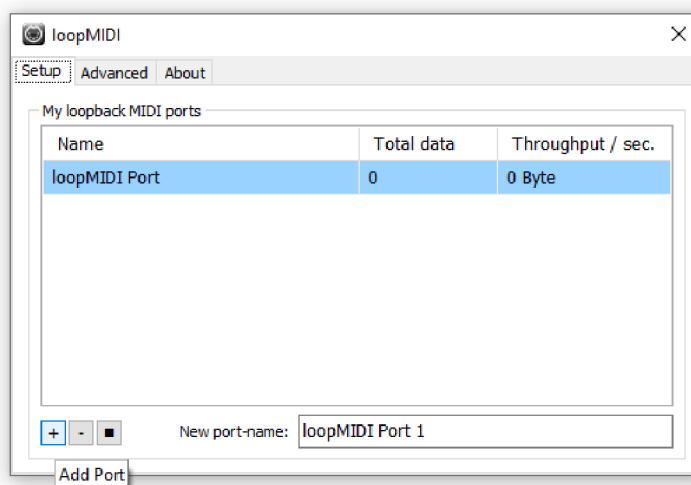 loopMIDI
Setup Advanced About
My loopback MIDI ports
Name Total data Throughput / sec.
loopMIDI Port 0 0 Byte
+ - New port-name: loopMIDI Port 1
Add Port